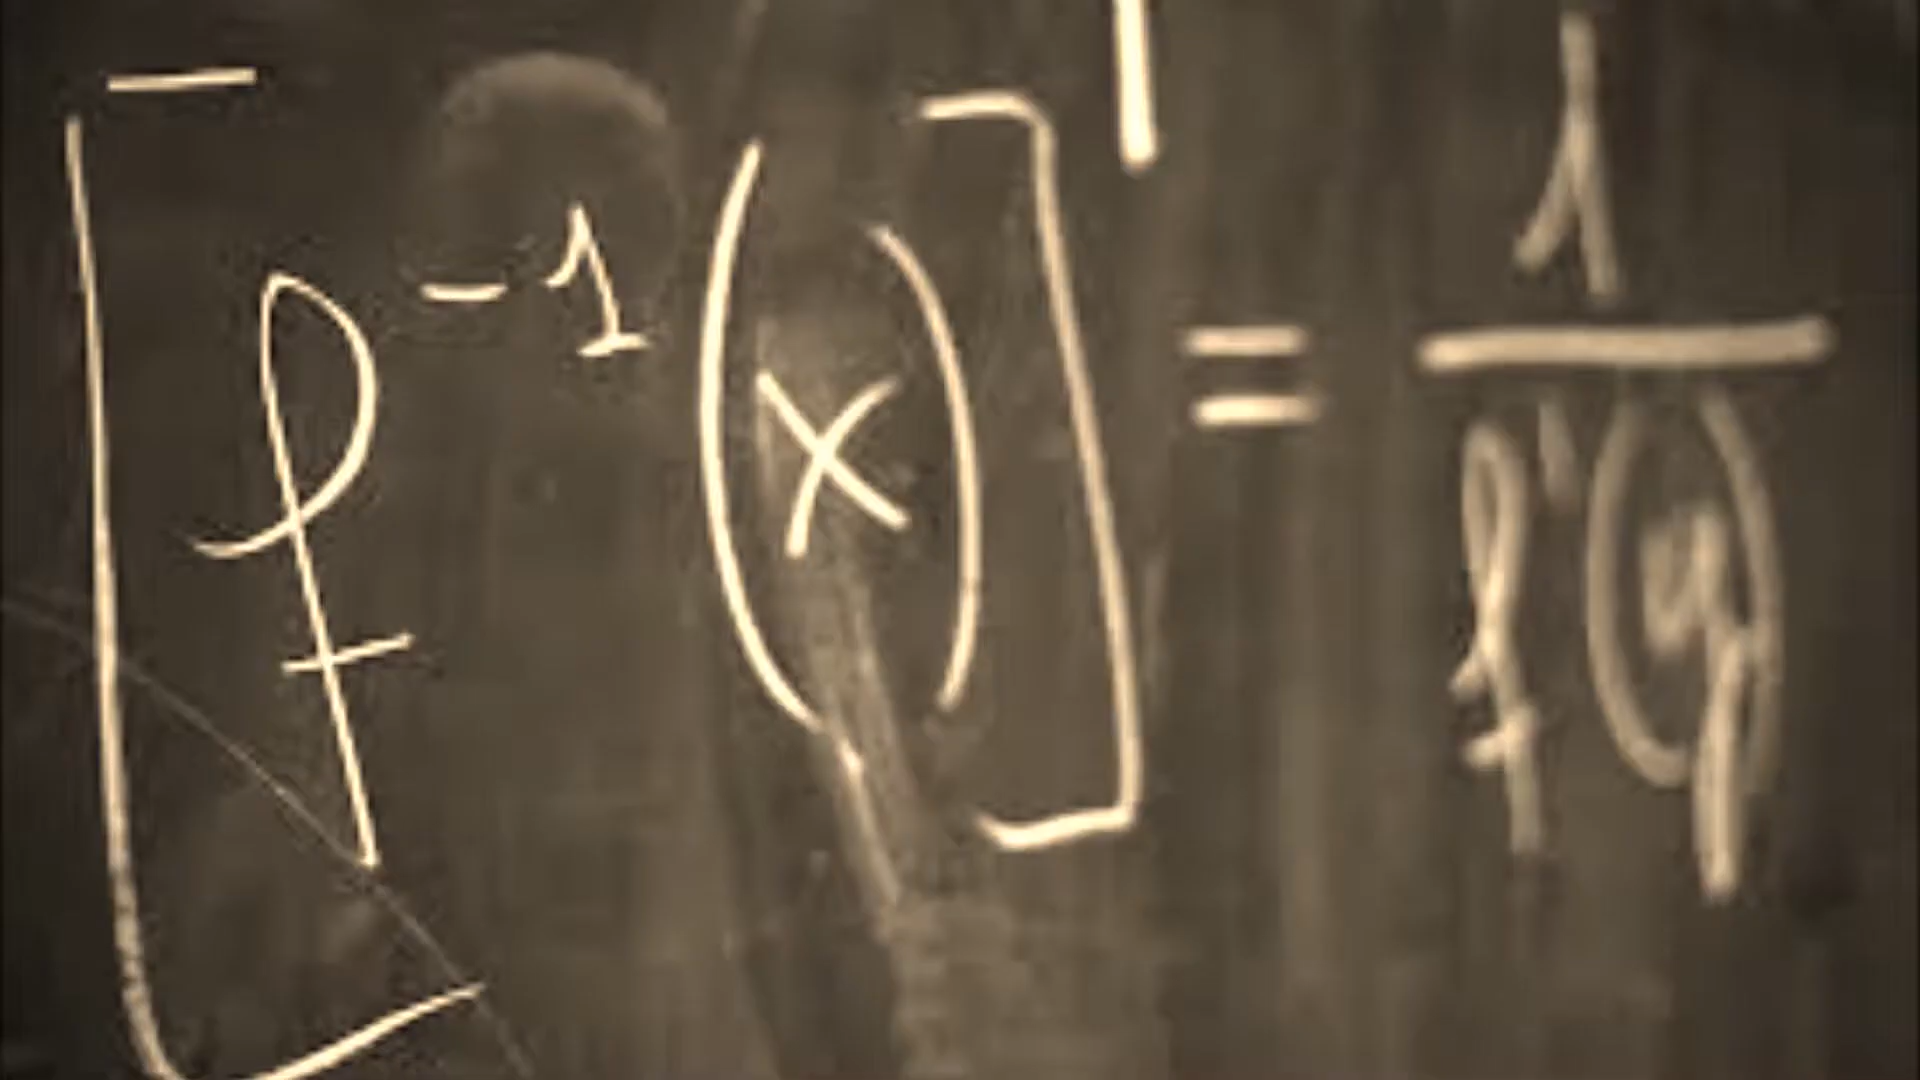 [f⁻¹(x)]' = 1/f'(y)